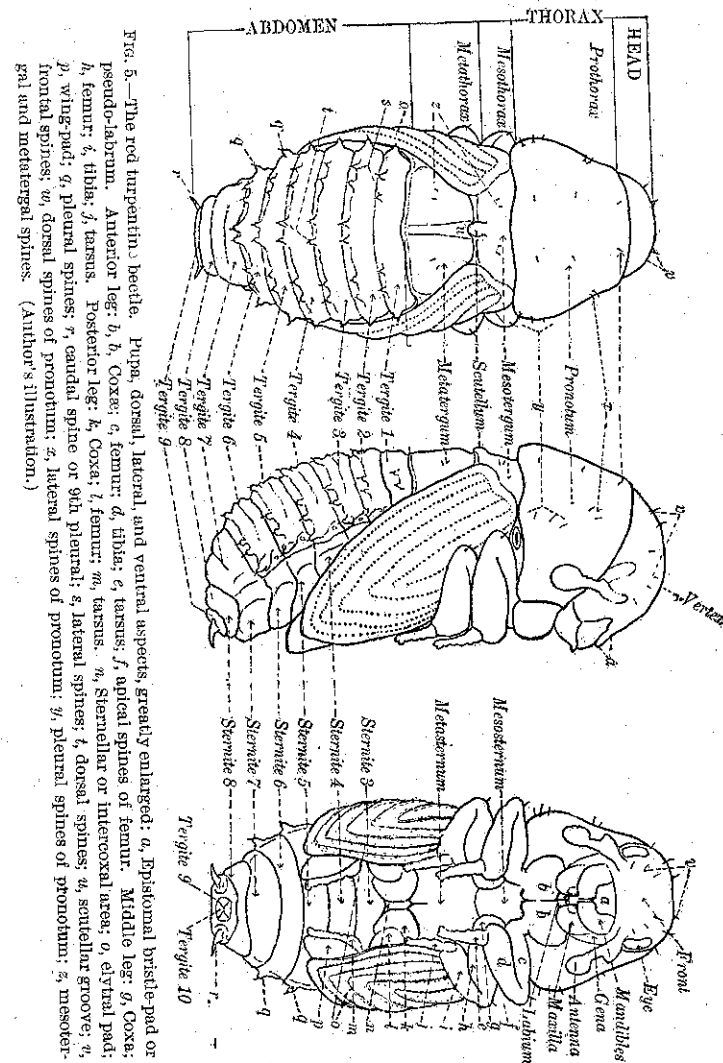 HEAD
THORAX
ABDOMEN
Prothorax
Mesothorax
Metathorax
z
o
s
t
q
q
r
v
u
x
Pronotum
y
Mesotergum
Scutellum
Metatergum
Tergite 1
Tergite 2
Tergite 3
Tergite 4
Tergite 5
Tergite 6
Tergite 7
Tergite 8
Tergite 9
v
Vertex
a
Mesosternum
Metasternum
Sternite 3
Sternite 4
Sternite 5
Sternite 6
Sternite 7
Sternite 8
v
Front
Eye
Mandibles
Gena
Antenna
Maxilla
Labium
a
b
b
c
d
f
g
e
h
i
j
l
k
n
m
o
p
q
q
r
Tergite 9
Tergite 10
FIG. 5.—The red turpentine beetle. Pupa, dorsal, lateral, and ventral aspects, greatly enlarged: a, Epistomal bristle-pad or
pseudo-labrum. Anterior leg: b, b, Coxæ; c, femur; d, tibia; e, tarsus; f, apical spines of femur. Middle leg: g, Coxa;
h, femur; i, tibia; j, tarsus. Posterior leg: k, Coxa; l, femur; m, tarsus. n, Sternellar or intercoxal area; o, elytral pad;
p, wing-pad; q, pleural spines; r, caudal spine or 9th pleural; s, lateral spines; t, dorsal spines; u, scutellar groove; v,
frontal spines; w, dorsal spines of pronotum; x, lateral spines of pronotum; y, pleural spines of pronotum; z, mesoter-
gal and metatergal spines. (Author's illustration.)